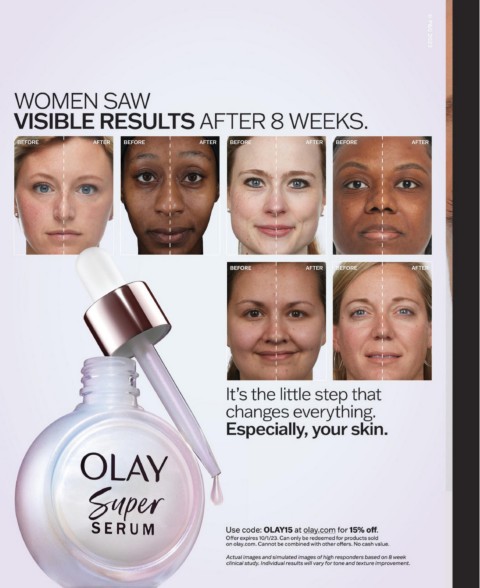 WOMEN SAW
VISIBLE RESULTS AFTER 8 WEEKS.
BEFORE AFTER BEFORE AFTER BEFORE AFTER BEFORE AFTER
BEFORE AFTER BEFORE AFTER
It's the little step that
changes everything.
Especially, your skin.
OLAY
Super
SERUM
Use code: OLAY15 at olay.com for 15% off.
Offer expires 10/1/23. Can only be redeemed for products sold
on olay.com. Cannot be combined with other offers. No cash value.
Actual images and simulated images of high responders based on 8 week
clinical study. Individual results will vary for tone and texture improvement.